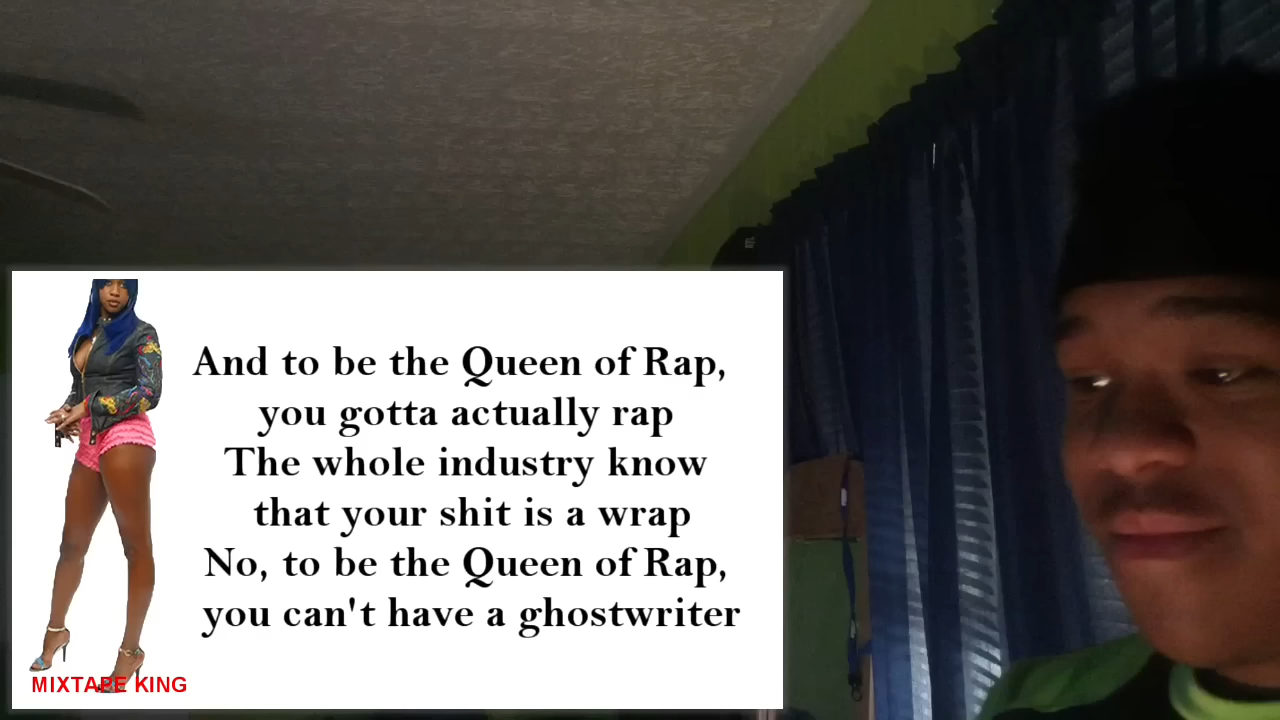 And to be the Queen of Rap,
you gotta actually rap
The whole industry know
that your shit is a wrap
No, to be the Queen of Rap,
you can't have a ghostwriter
MIXTAPE KING